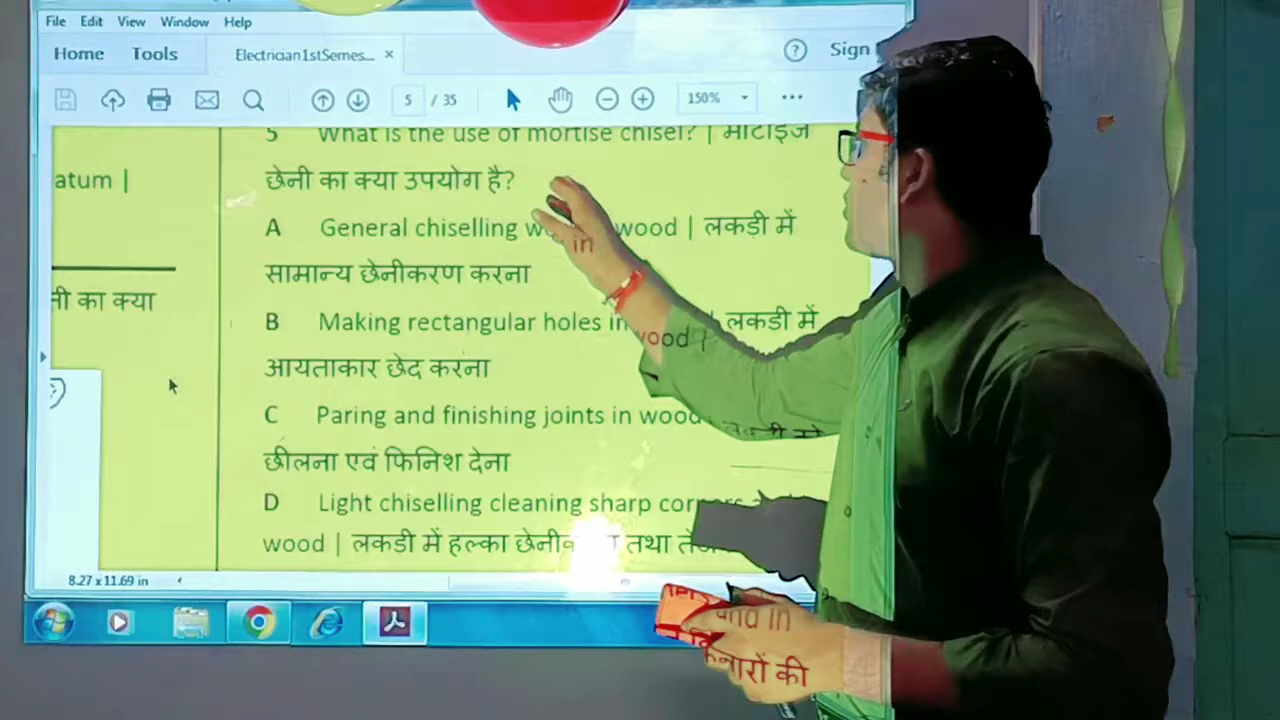 File Edit View Window Help
Home Tools Electrician1stSemes... × ? Sign
5 / 35 150% ...
5 What is the use of mortise chisel? | मोर्टाइज
atum | छेनी का क्या उपयोग है?
A General chiselling in wood | लकडी में
सामान्य छेनीकरण करना
नी का क्या
B Making rectangular holes in wood | लकडी में
आयताकार छेद करना
C Paring and finishing joints in wood
छीलना एवं फिनिश देना
D Light chiselling cleaning sharp corners
wood | लकडी में हल्का तथा
and in
किनारों की
8.27 x 11.69 in